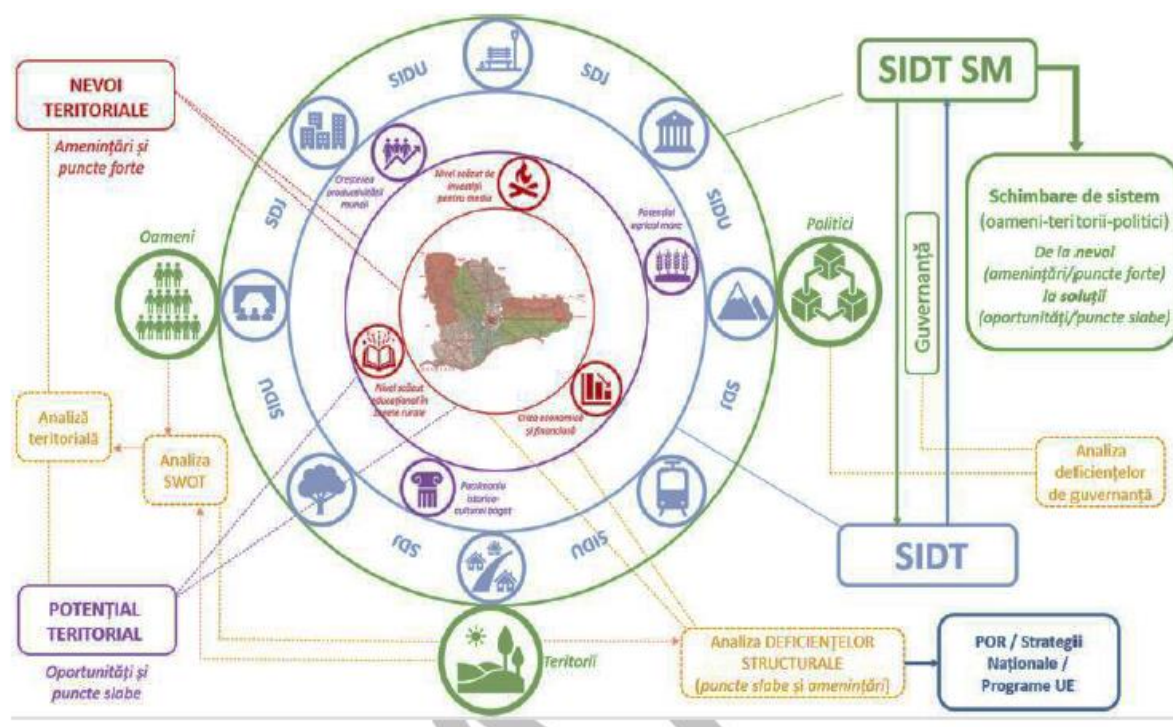 NEVOI
TERITORIALE
Amenințări și
puncte forte
SIDU
SDJ
SIDT SM
Schimbare de sistem
(oameni-teritorii-politici)
De la nevoi
(amenințări/puncte forte)
la soluții
(oportunități/puncte slabe)
Creșterea
productivității
muncii
Nivel scăzut de
investiții
pentru mediu
SDJ
SIDU
Oameni
Potențial
agricol mare
Politici
Guvernanță
Nivel scăzut
educațional în
zonele rurale
Criza economică
și financiară
SIDU
SDJ
Analiză
teritorială
Analiza
SWOT
Analiza
deficiențelor
de guvernanță
Patrimoniu
istorico-
cultural bogat
SDJ
SIDU
SIDT
POTENȚIAL
TERITORIAL
Oportunități și
puncte slabe
Teritorii
Analiza DEFICIENȚELOR
STRUCTURALE
(puncte slabe și amenințări)
POR / Strategii
Naționale /
Programe UE